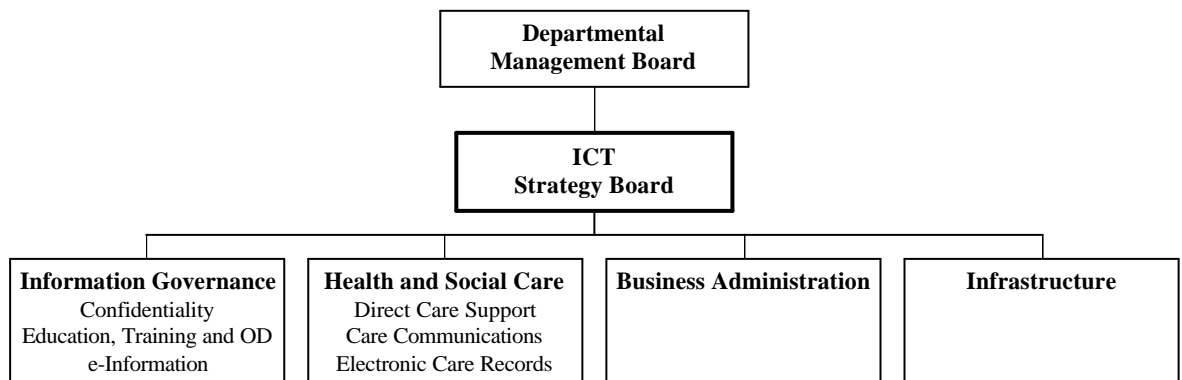 Departmental
Management Board
ICT
Strategy Board
Information Governance
Confidentiality
Education, Training and OD
e-Information
Health and Social Care
Direct Care Support
Care Communications
Electronic Care Records
Business Administration
Infrastructure